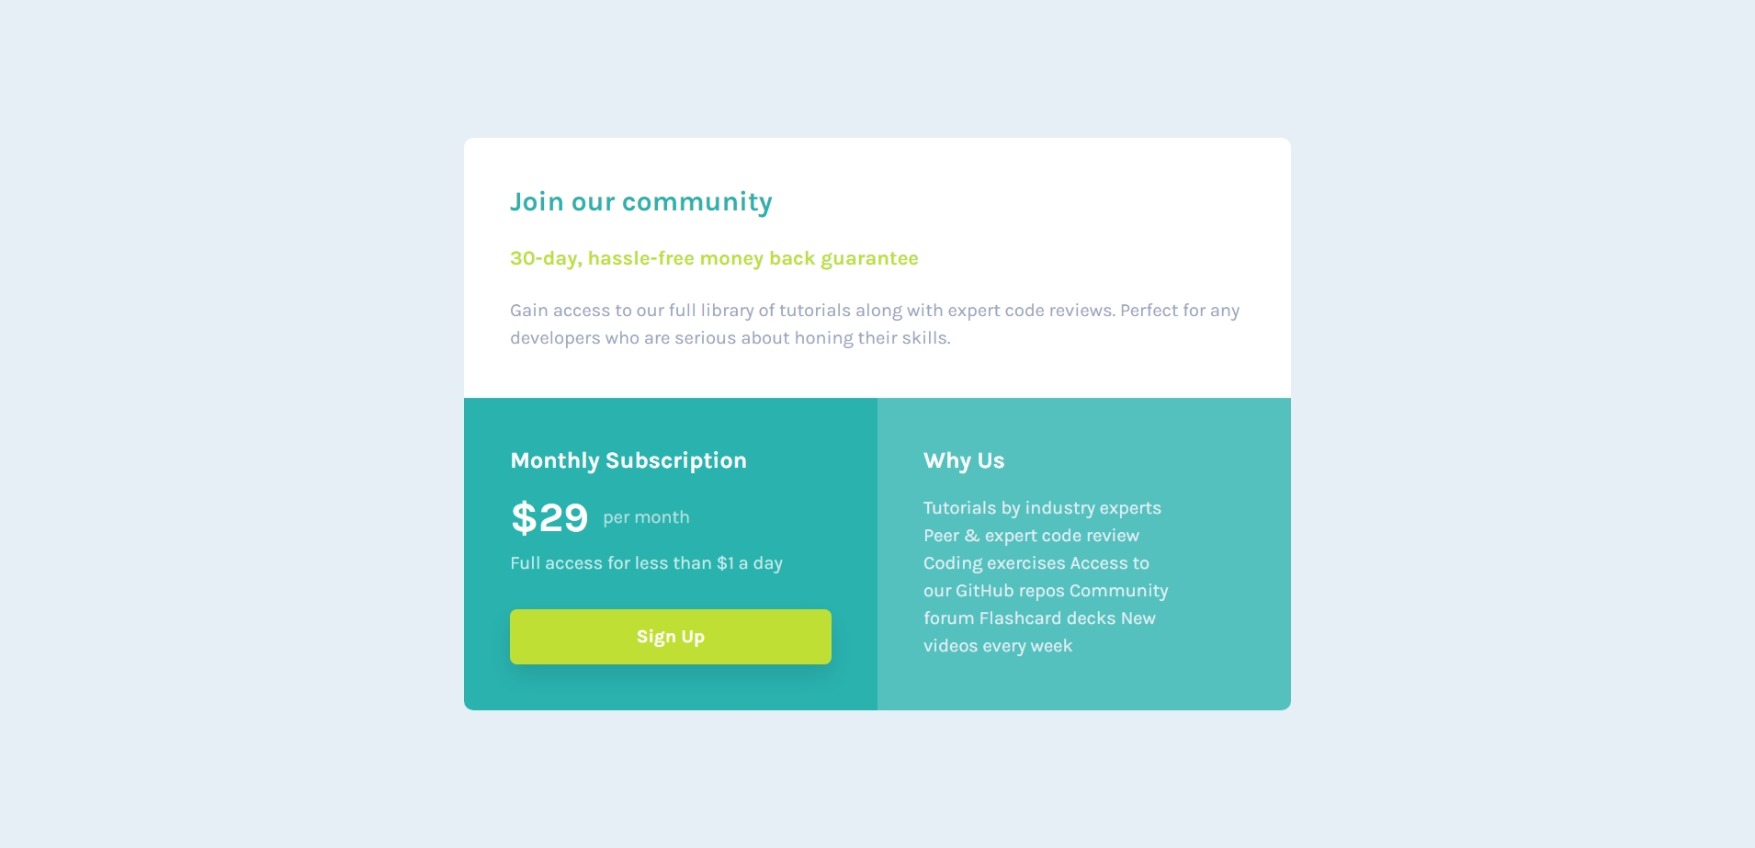 Join our community
30-day, hassle-free money back guarantee
Gain access to our full library of tutorials along with expert code reviews. Perfect for any
developers who are serious about honing their skills.
Monthly Subscription
$29 per month
Full access for less than $1 a day
Sign Up
Why Us
Tutorials by industry experts
Peer & expert code review
Coding exercises Access to
our GitHub repos Community
forum Flashcard decks New
videos every week